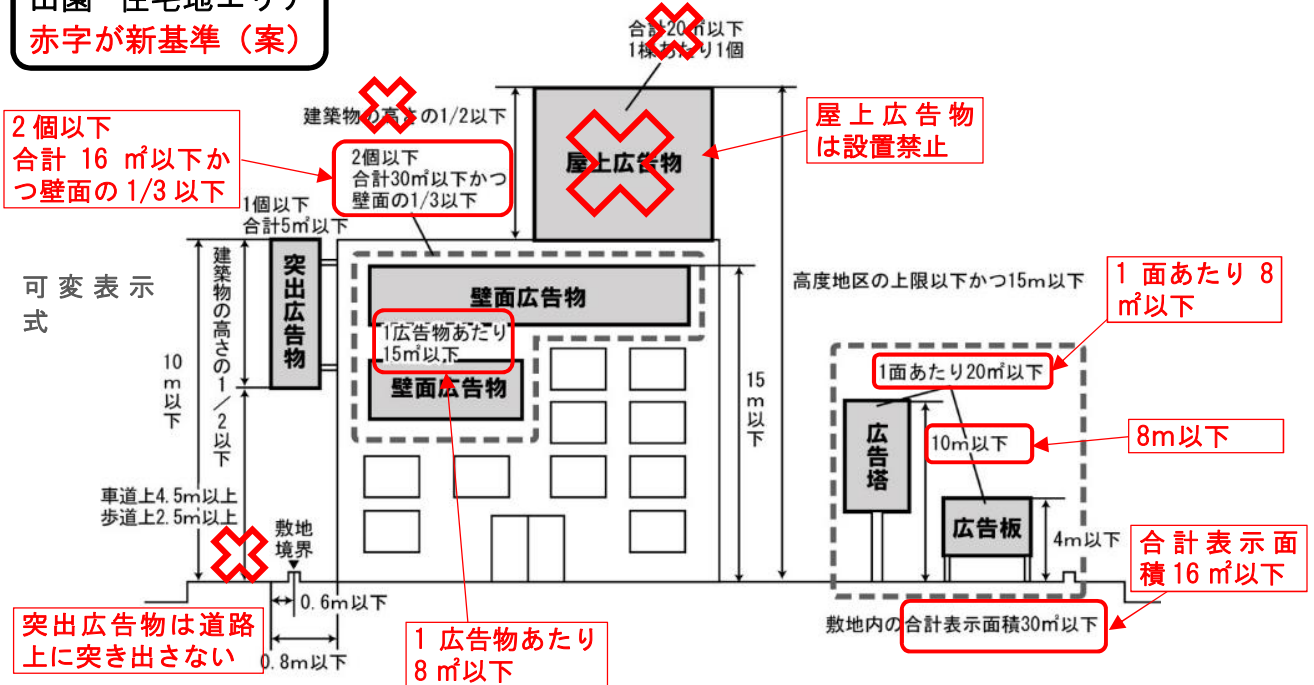 田園 住宅地エリア
赤字が新基準（案）
合計20㎡以下
1棟あたり1個
建築物の高さの1/2以下
屋上広告物
屋上広告物
は設置禁止
2個以下
合計 16 ㎡以下か
つ壁面の 1/3 以下
2個以下
合計30㎡以下かつ
壁面の1/3以下
1個以下
合計5㎡以下
可変表示
式
10m以下
建築物の高さの1/2以下
突出広告物
壁面広告物
1広告物あたり
15㎡以下
壁面広告物
15m以下
高度地区の上限以下かつ15m以下
1 面あたり 8
㎡以下
1面あたり20㎡以下
広告塔
10m以下
8m以下
広告板
4m以下
合計表示面
積 16 ㎡以下
敷地内の合計表示面積30㎡以下
車道上4.5m以上
歩道上2.5m以上
敷地
境界
0.6m以下
0.8m以下
突出広告物は道路
上に突き出さない
1 広告物あたり
8 ㎡以下